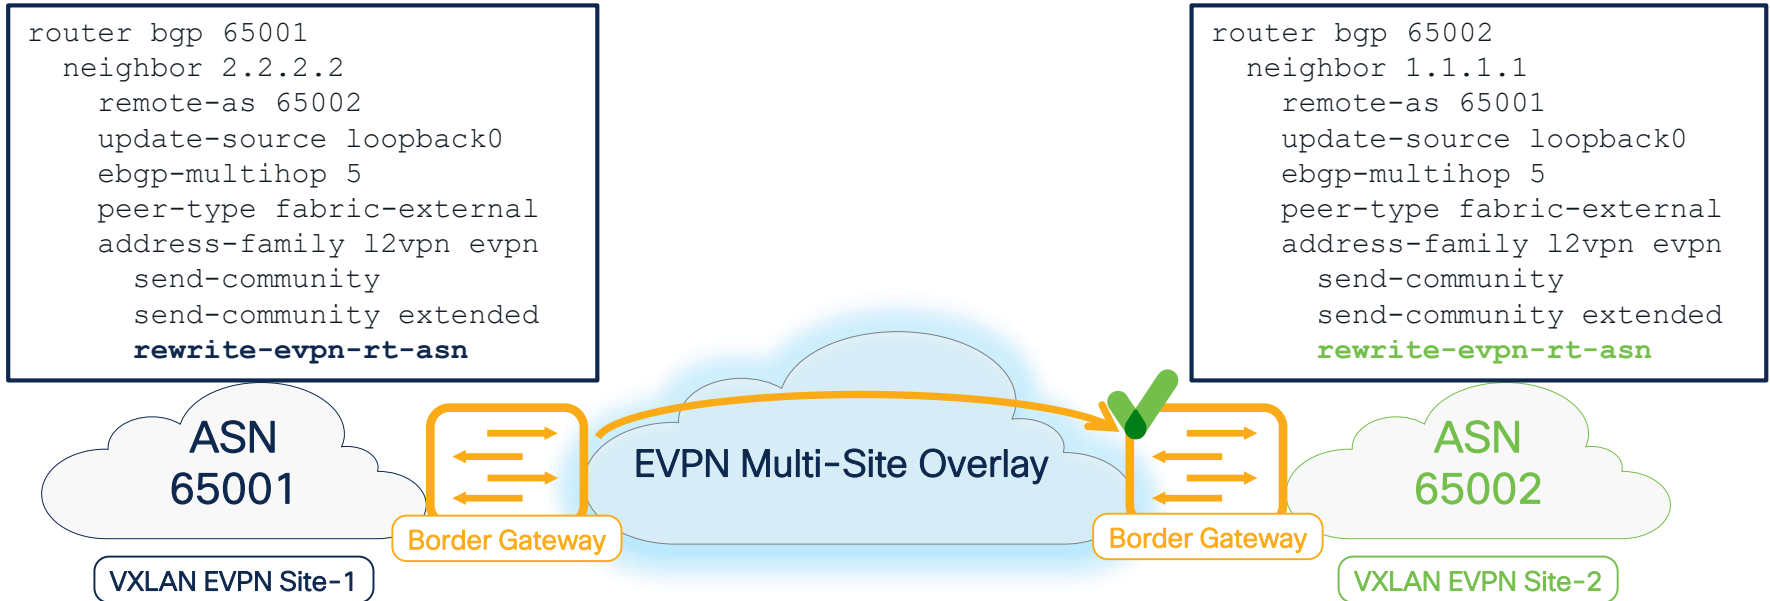 router bgp 65001
neighbor 2.2.2.2
remote-as 65002
update-source loopback0
ebgp-multihop 5
peer-type fabric-external
address-family l2vpn evpn
send-community
send-community extended
rewrite-evpn-rt-asn
router bgp 65002
neighbor 1.1.1.1
remote-as 65001
update-source loopback0
ebgp-multihop 5
peer-type fabric-external
address-family l2vpn evpn
send-community
send-community extended
rewrite-evpn-rt-asn
ASN
65001
EVPN Multi-Site Overlay
ASN
65002
Border Gateway
Border Gateway
VXLAN EVPN Site-1
VXLAN EVPN Site-2